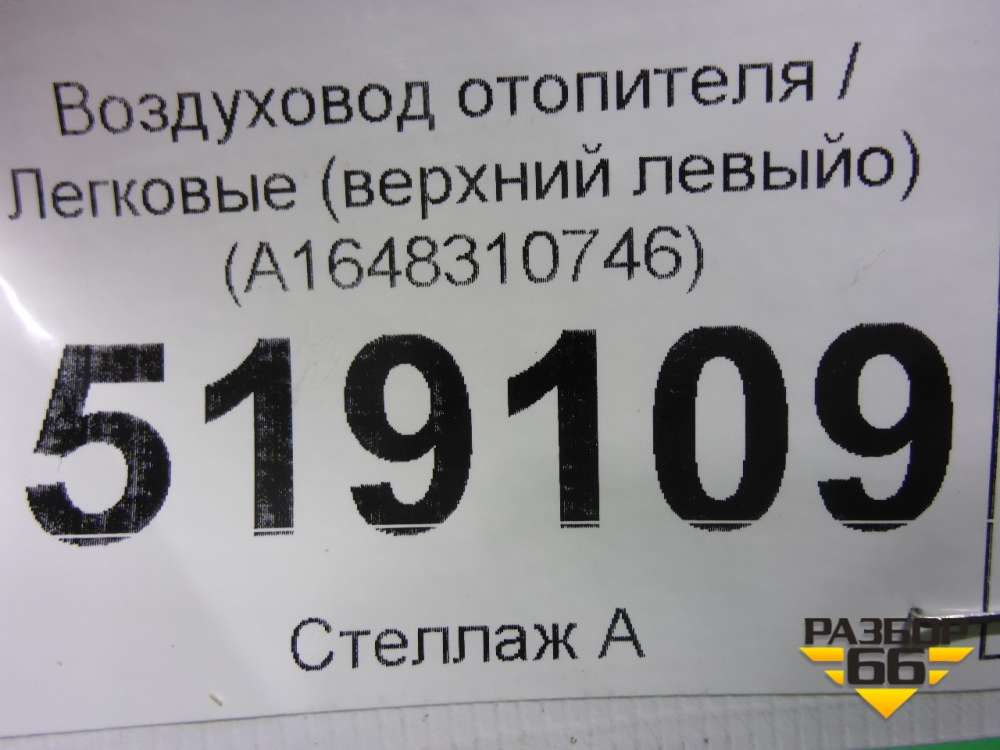 Воздуховод отопителя /
Легковые (верхний левыйо)
(A1648310746)
519109
Стеллаж А
РАЗБОР
66